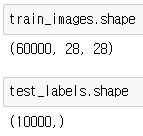 train_images.shape
(60000, 28, 28)
test_labels.shape
(10000,)